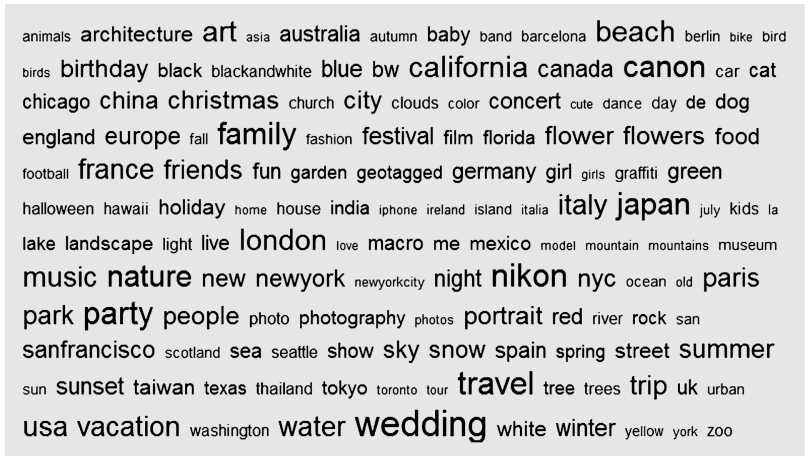 animals architecture art asia australia autumn baby band barcelona beach berlin bike bird
birds birthday black blackandwhite blue bw california canada canon car cat
chicago china christmas church city clouds color concert cute dance day de dog
england europe fall family fashion festival film florida flower flowers food
football france friends fun garden geotagged germany girl girls graffiti green
halloween hawaii holiday home house india iphone ireland island italia italy japan july kids la
lake landscape light live london love macro me mexico model mountain mountains museum
music nature new newyork newyorkcity night nikon nyc ocean old paris
park party people photo photography photos portrait red river rock san
sanfrancisco scotland sea seattle show sky snow spain spring street summer
sun sunset taiwan texas thailand tokyo toronto tour travel tree trees trip uk urban
usa vacation washington water wedding white winter yellow york zoo